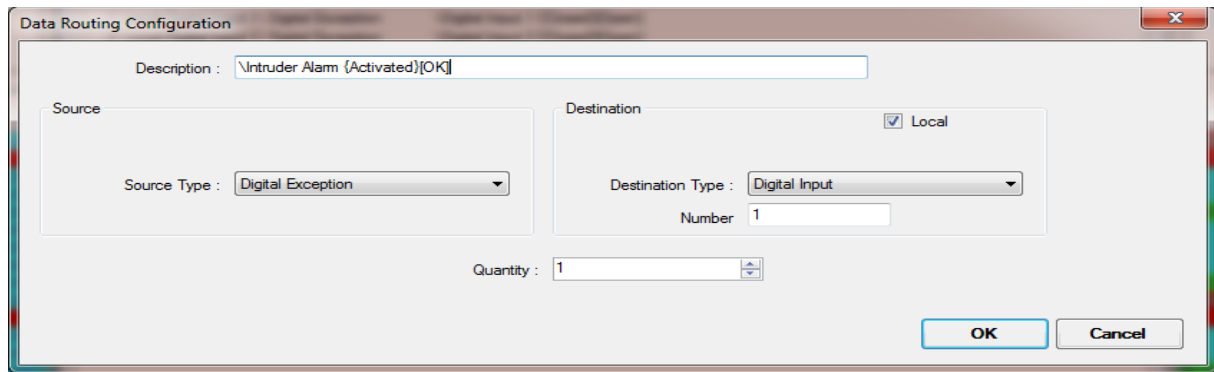 Data Routing Configuration
Description : \Intruder Alarm {Activated}[OK]
Source
Destination
Local
Source Type : Digital Exception
Destination Type : Digital Input
Number 1
Quantity : 1
OK Cancel